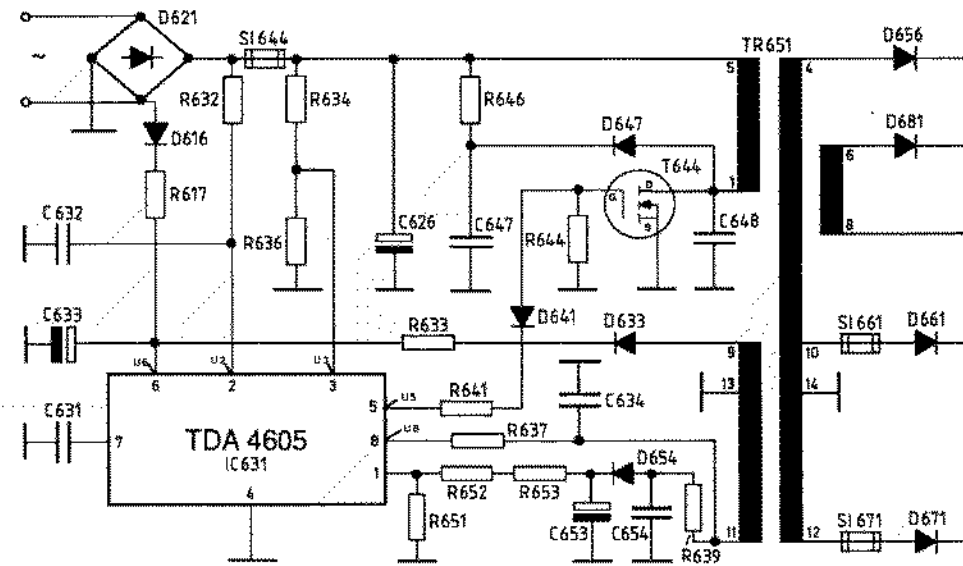 D621
SI644
TR651
D656
~
5
4
R632
R634
R646
D647
D681
D616
T644
6
R617
G
D
S
1
C632
R636
C626
C647
R644
C648
8
C633
D641
R633
D633
SI661
D661
U6
U2
U3
9
10
6
2
3
13
14
C631
5
U5
R641
C634
7
TDA 4605
8
U8
R637
IC631
1
D654
4
R652
R653
R651
C653
C654
R639
11
12
SI671
D671